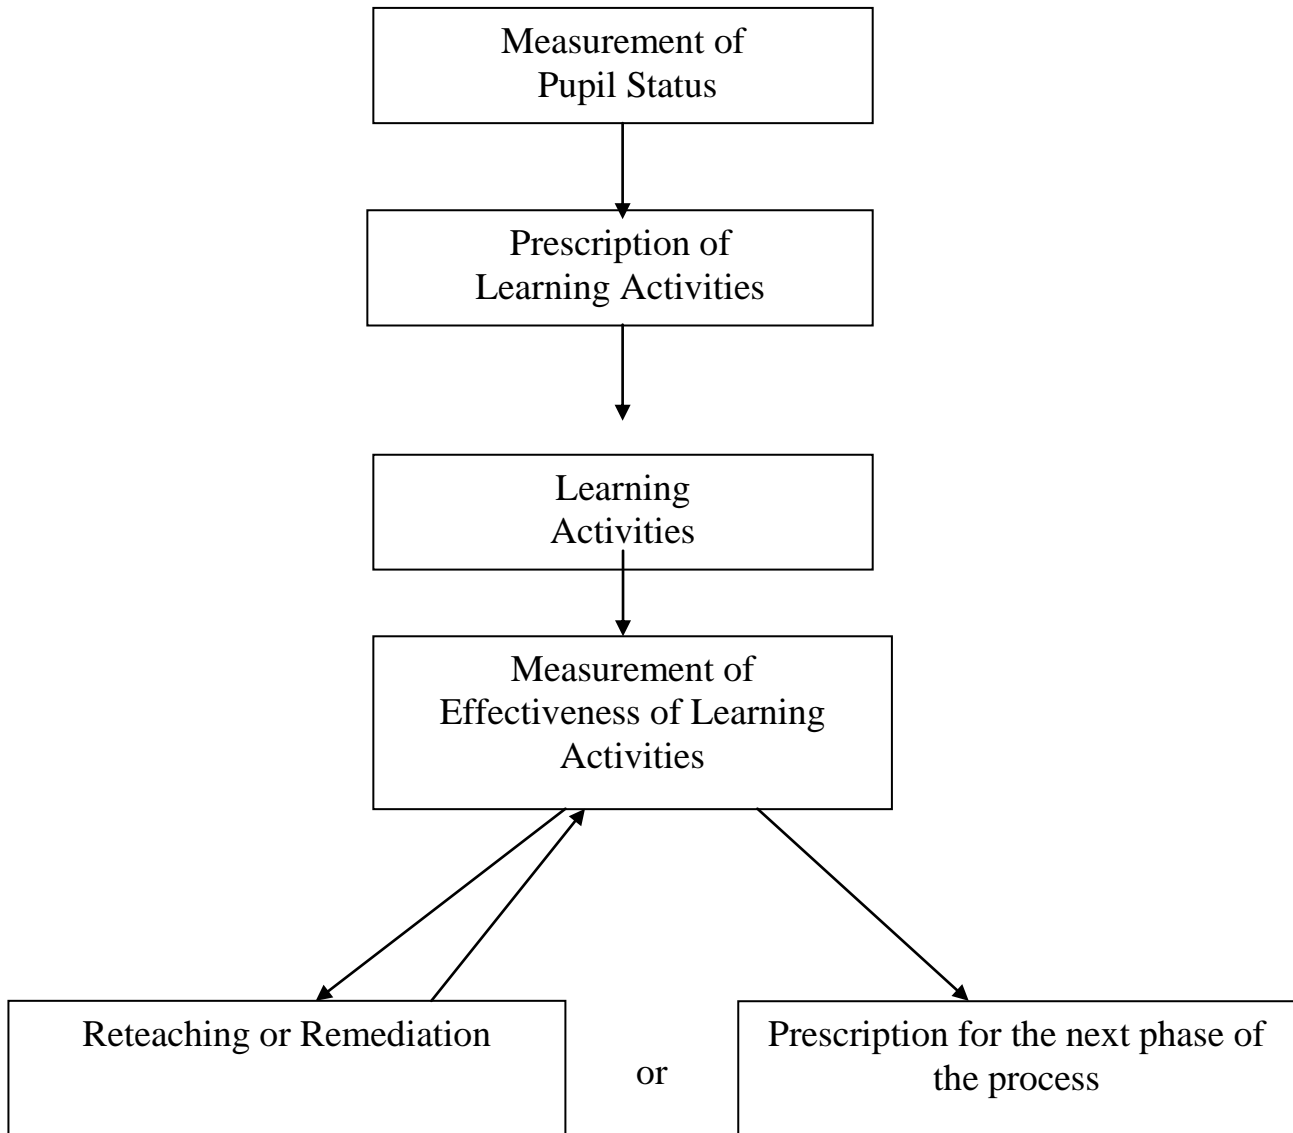 Measurement of
Pupil Status
Prescription of
Learning Activities
Learning
Activities
Measurement of
Effectiveness of Learning
Activities
Reteaching or Remediation
or
Prescription for the next phase of
the process